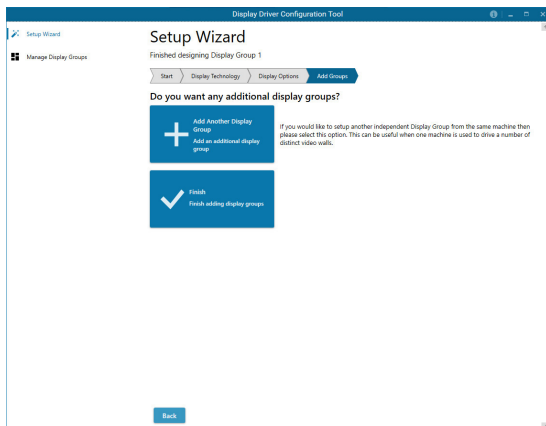 Display Driver Configuration Tool
Setup Wizard
Manage Display Groups
Setup Wizard
Finished designing Display Group 1
Start
Display Technology
Display Options
Add Groups
Do you want any additional display groups?
Add Another Display
Group
Add an additional display
group
If you would like to setup another independent Display Group from the same machine then
please select this option. This can be useful when one machine is used to drive a number of
distinct video walls.
Finish
Finish adding display groups
Back